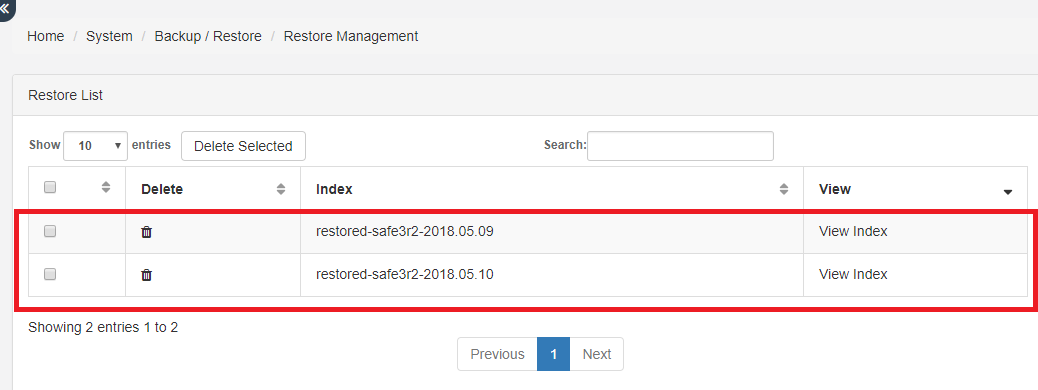 Home / System / Backup / Restore / Restore Management
Restore List
Show 10 entries Delete Selected Search:
Delete Index View
restored-safe3r2-2018.05.09 View Index
restored-safe3r2-2018.05.10 View Index
Showing 2 entries 1 to 2
Previous 1 Next